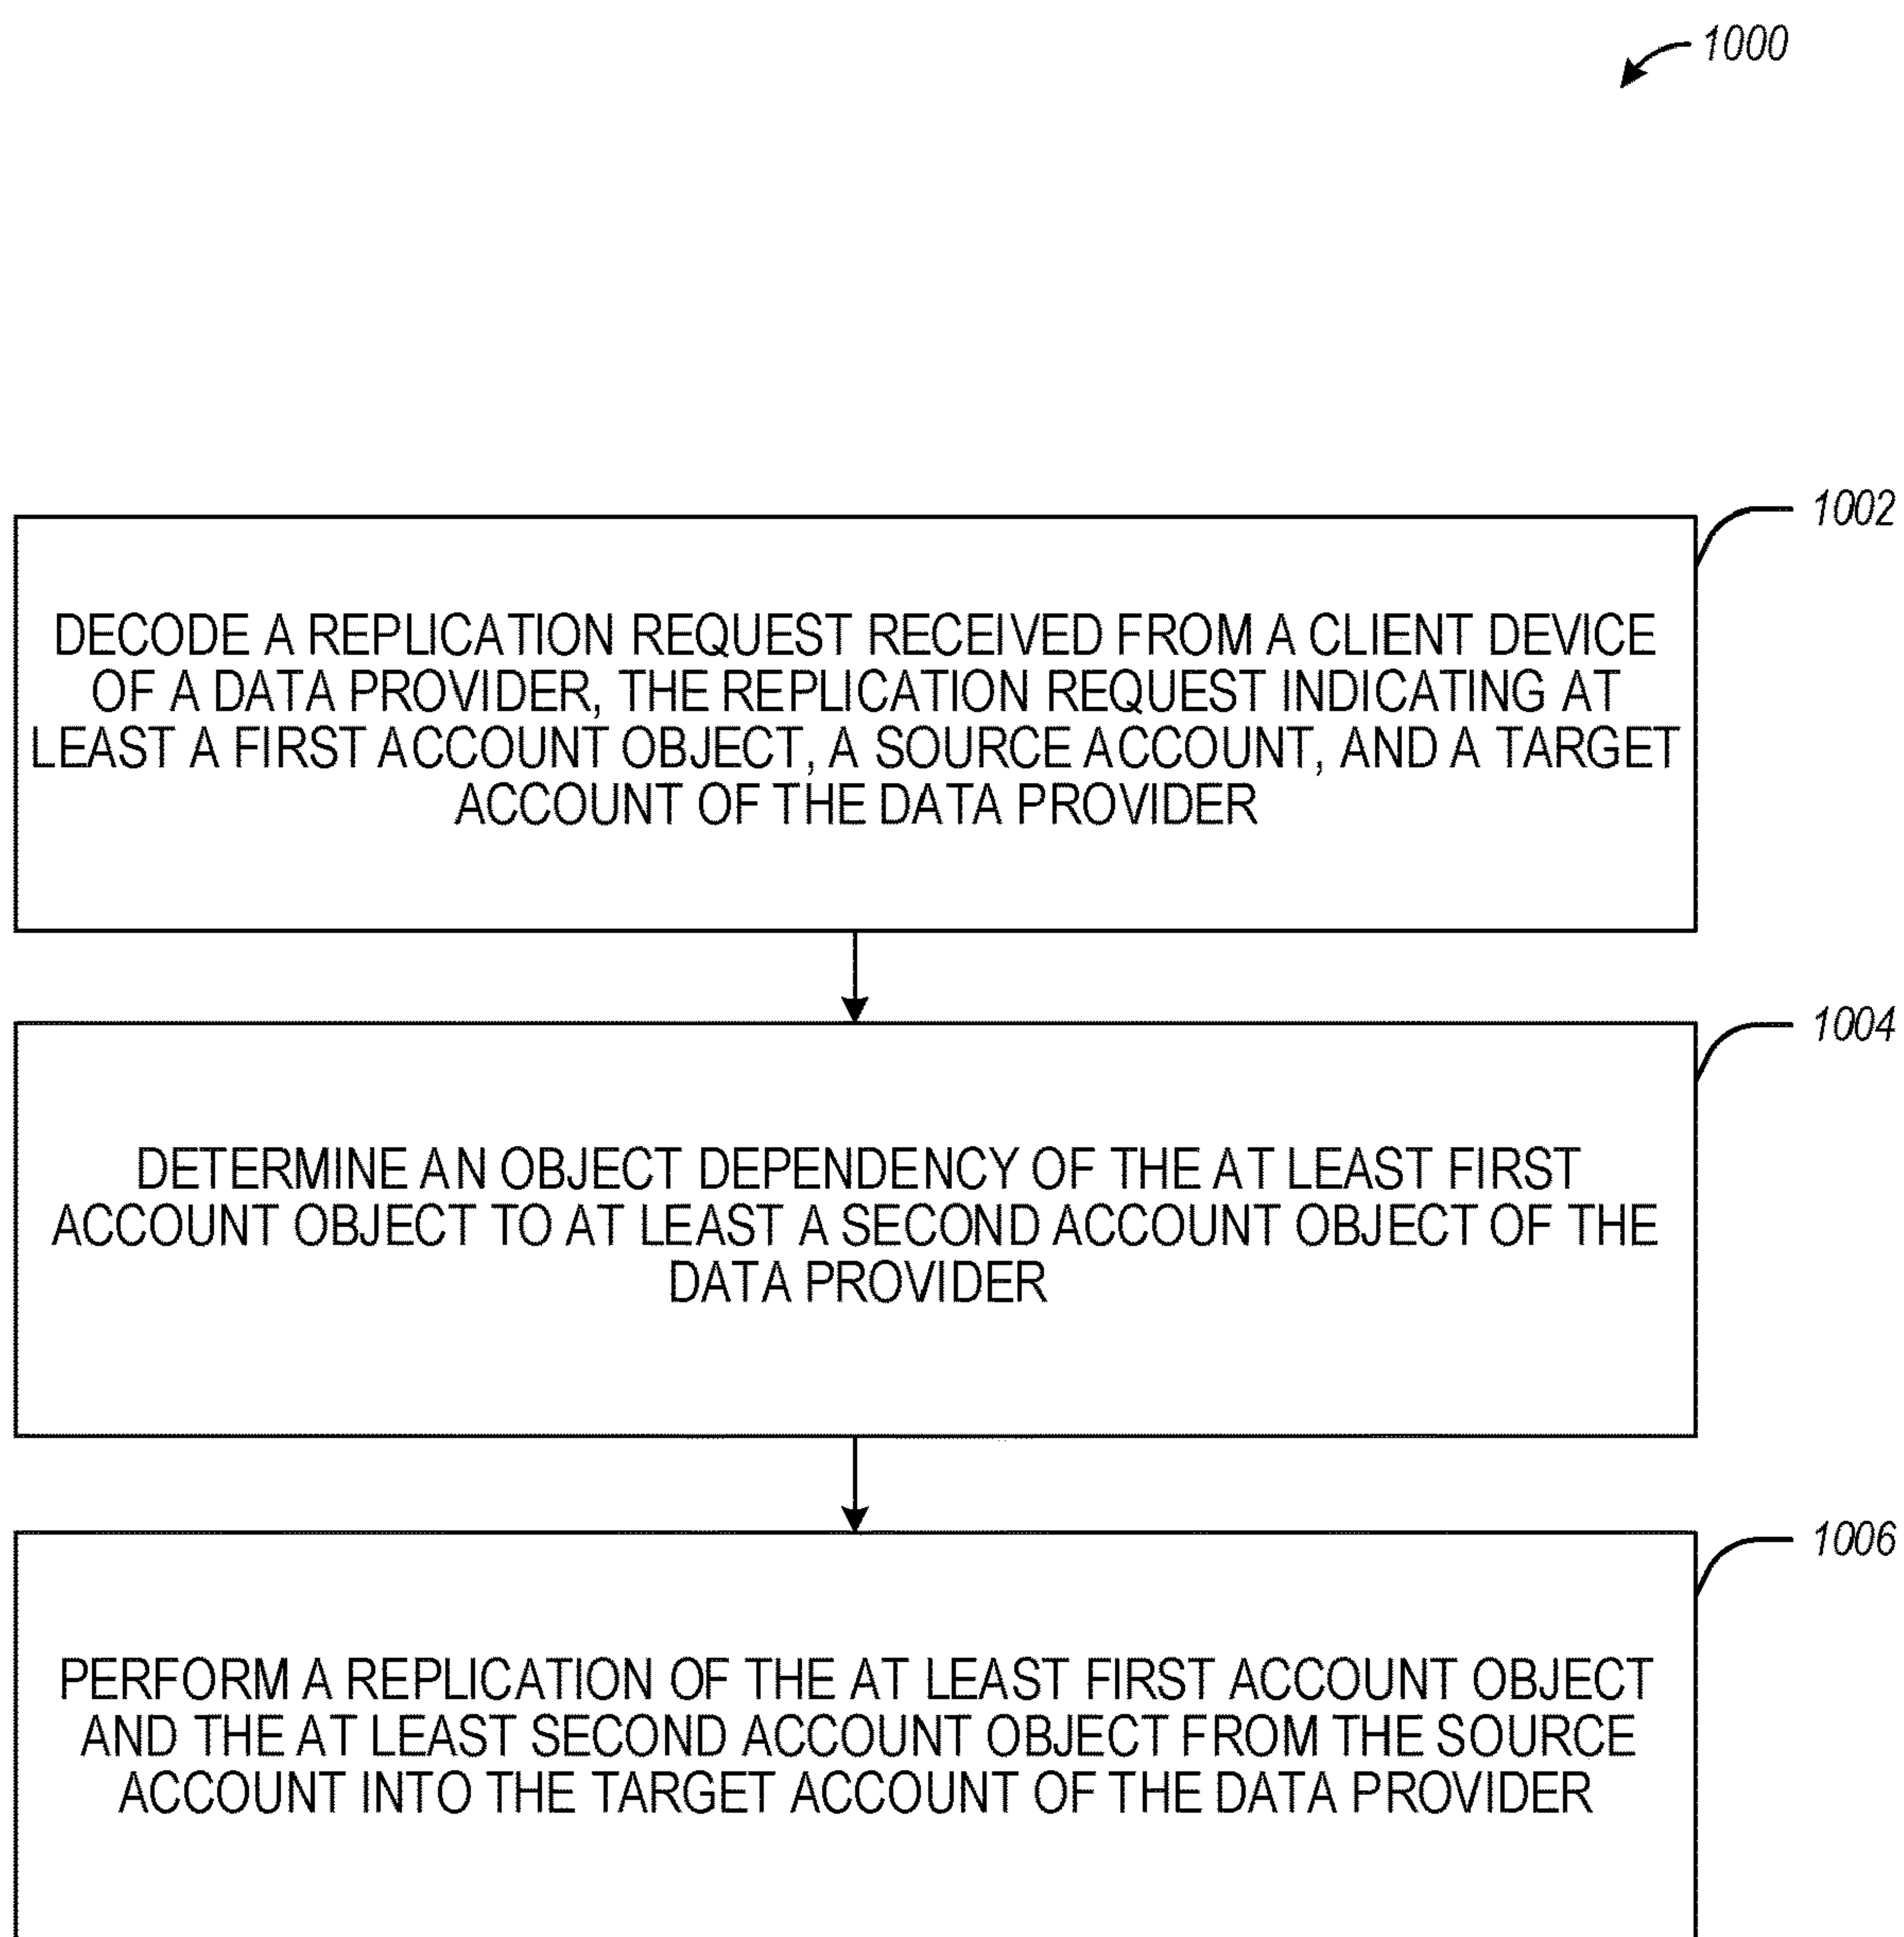 1000
1002
DECODE A REPLICATION REQUEST RECEIVED FROM A CLIENT DEVICE
OF A DATA PROVIDER, THE REPLICATION REQUEST INDICATING AT
LEAST A FIRST ACCOUNT OBJECT, A SOURCE ACCOUNT, AND A TARGET
ACCOUNT OF THE DATA PROVIDER
1004
DETERMINE AN OBJECT DEPENDENCY OF THE AT LEAST FIRST
ACCOUNT OBJECT TO AT LEAST A SECOND ACCOUNT OBJECT OF THE
DATA PROVIDER
1006
PERFORM A REPLICATION OF THE AT LEAST FIRST ACCOUNT OBJECT
AND THE AT LEAST SECOND ACCOUNT OBJECT FROM THE SOURCE
ACCOUNT INTO THE TARGET ACCOUNT OF THE DATA PROVIDER